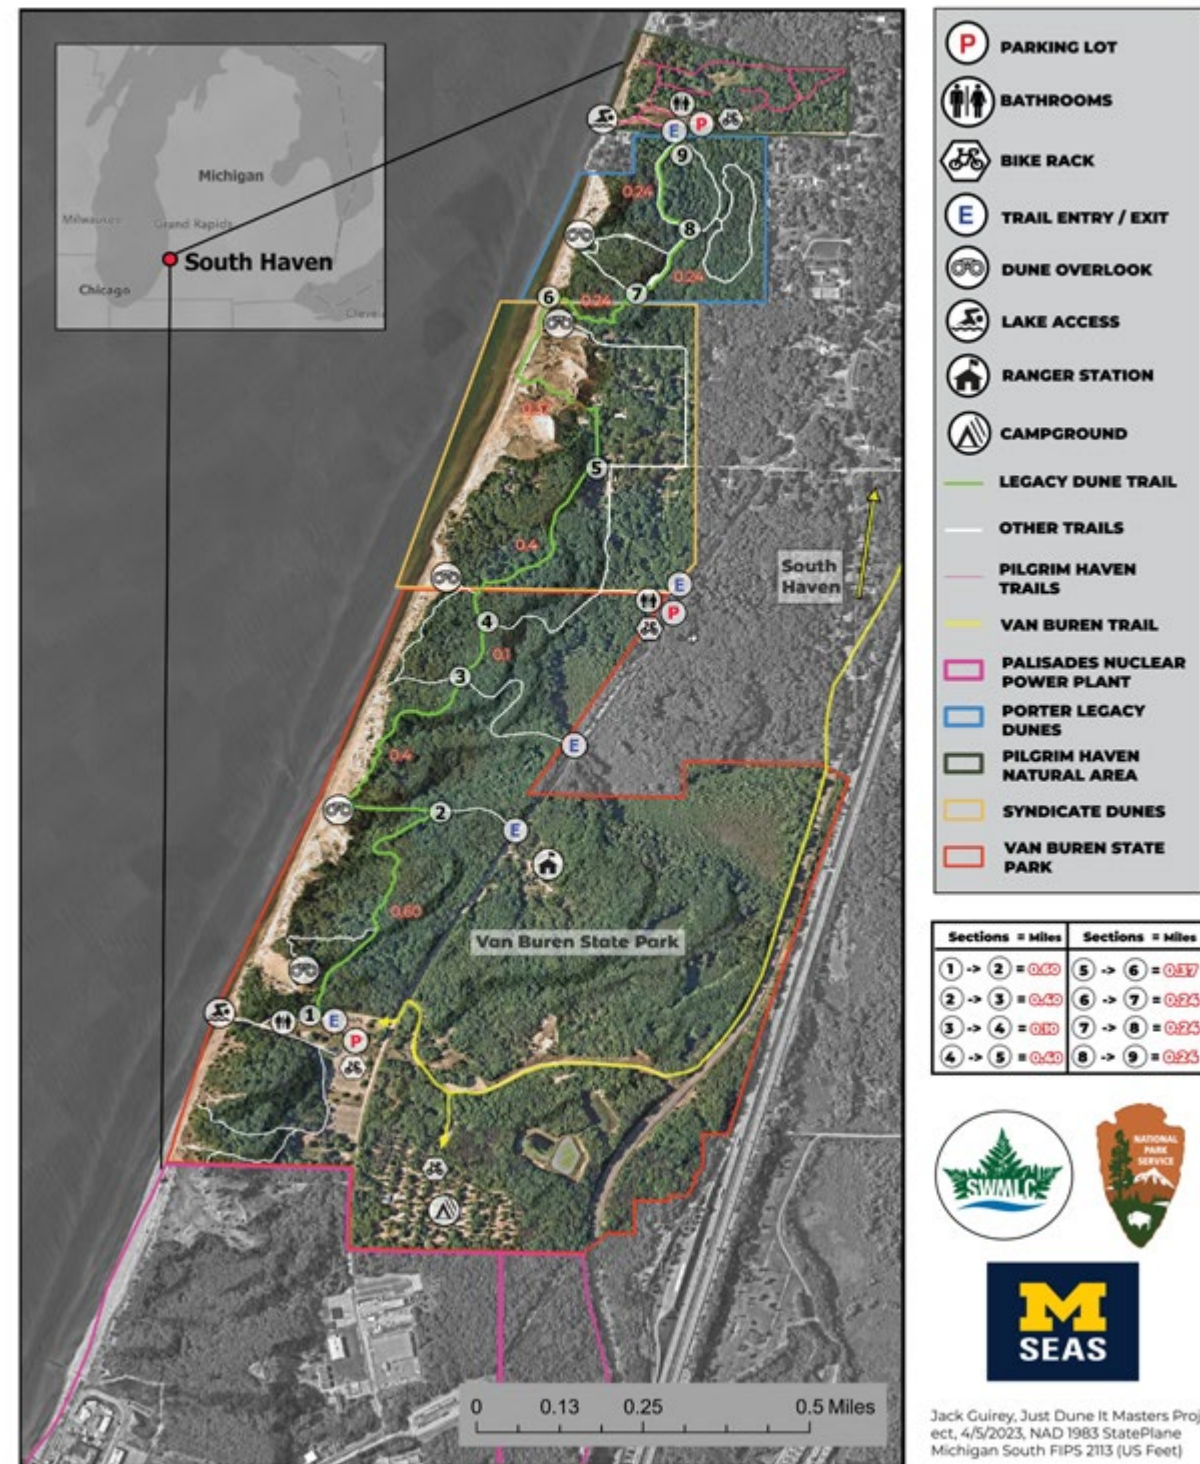 Michigan
Milwaukee
Grand Rapids
South Haven
Chicago
P
E
9
0.24
8
0.24
7
6
0.24
0.37
5
0.4
South
Haven
E
P
4
0.1
3
E
0.4
2
E
0.60
Van Buren State Park
1
E
P
0 0.13 0.25 0.5 Miles
P PARKING LOT
BATHROOMS
BIKE RACK
E TRAIL ENTRY / EXIT
DUNE OVERLOOK
LAKE ACCESS
RANGER STATION
CAMPGROUND
LEGACY DUNE TRAIL
OTHER TRAILS
PILGRIM HAVEN
TRAILS
VAN BUREN TRAIL
PALISADES NUCLEAR
POWER PLANT
PORTER LEGACY
DUNES
PILGRIM HAVEN
NATURAL AREA
SYNDICATE DUNES
VAN BUREN STATE
PARK
Sections = Miles Sections = Miles
1 -> 2 = 0.60 5 -> 6 = 0.37
2 -> 3 = 0.40 6 -> 7 = 0.24
3 -> 4 = 0.10 7 -> 8 = 0.24
4 -> 5 = 0.40 8 -> 9 = 0.24
SWMLC
NATIONAL
PARK
SERVICE
M
SEAS
Jack Guirey, Just Dune It Masters Proj
ect, 4/5/2023, NAD 1983 StatePlane
Michigan South FIPS 2113 (US Feet)